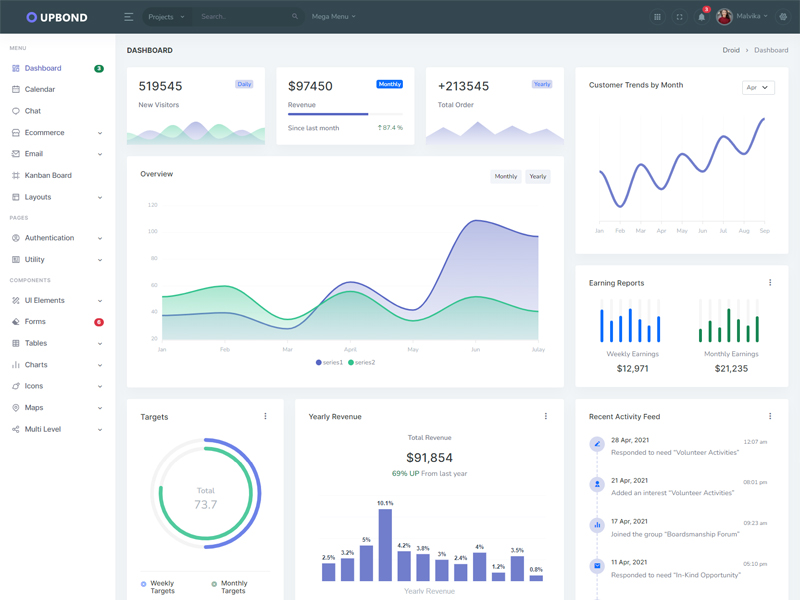 UPBOND
Projects
Search..
Mega Menu
3
Malvika
MENU
Dashboard
3
Calendar
Chat
Ecommerce
Email
Kanban Board
Layouts
PAGES
Authentication
Utility
COMPONENTS
UI Elements
Forms
6
Tables
Charts
Icons
Maps
Multi Level
DASHBOARD
Droid > Dashboard
519545
Daily
New Visitors
$97450
Monthly
Revenue
Since last month
↑ 87.4 %
+213545
Yearly
Total Order
Customer Trends by Month
Apr
Jan Feb Mar Apr May Jun Jul Aug Sep
Overview
Monthly
Yearly
120
100
80
60
40
20
Jan Feb Mar April May Jun Julay
series1 series2
Earning Reports
Weekly Earnings
$12,971
Monthly Earnings
$21,235
Targets
Total
73.7
Weekly Targets
Monthly Targets
Yearly Revenue
Total Revenue
$91,854
69% UP From last year
2.5% 3.2% 5% 10.1% 4.2% 3.8% 3% 2.4% 4% 1.2% 3.5% 0.8%
Yearly Revenue
Recent Activity Feed
28 Apr, 2021
12:07 am
Responded to need “Volunteer Activities”
21 Apr, 2021
08:01 pm
Added an interest “Volunteer Activities”
17 Apr, 2021
09:23 am
Joined the group “Boardsmanship Forum”
11 Apr, 2021
05:10 pm
Responded to need “In-Kind Opportunity”